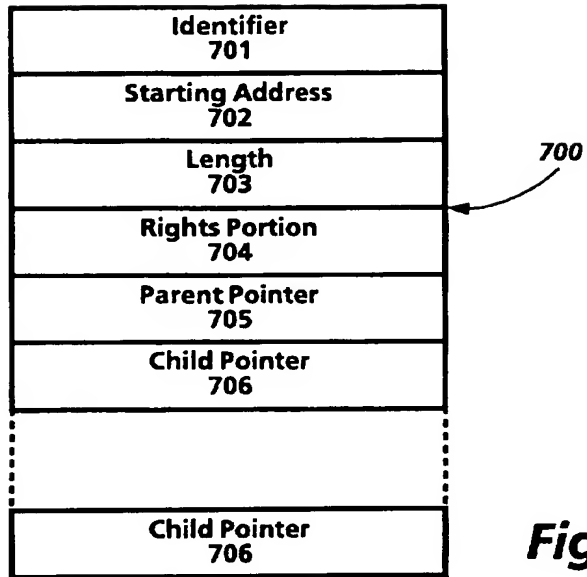 Identifier
701
Starting Address
702
Length
703
700
Rights Portion
704
Parent Pointer
705
Child Pointer
706
Child Pointer
706
Fig